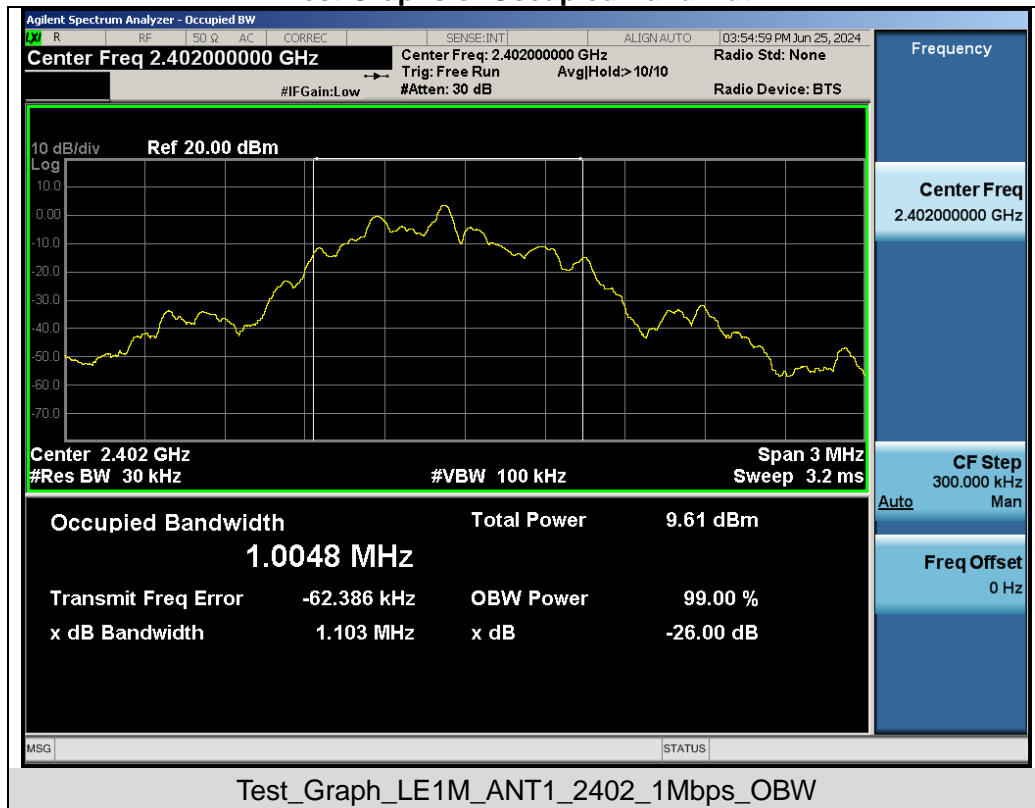 Agilent Spectrum Analyzer - Occupied BW
LXI R RF 50 Ω AC CORREC SENSE:INT ALIGN AUTO 03:54:59 PM Jun 25, 2024
Center Freq 2.402000000 GHz
Center Freq: 2.402000000 GHz Radio Std: None
Trig: Free Run Avg|Hold:> 10/10
#IFGain:Low #Atten: 30 dB Radio Device: BTS
Frequency
10 dB/div Ref 20.00 dBm
Log
10.0
0.00
-10.0
-20.0
-30.0
-40.0
-50.0
-60.0
-70.0
Center 2.402 GHz Span 3 MHz
#Res BW 30 kHz #VBW 100 kHz Sweep 3.2 ms
Center Freq
2.402000000 GHz
CF Step
300.000 kHz
Auto Man
Freq Offset
0 Hz
Occupied Bandwidth Total Power 9.61 dBm
1.0048 MHz
Transmit Freq Error -62.386 kHz OBW Power 99.00 %
x dB Bandwidth 1.103 MHz x dB -26.00 dB
MSG STATUS
Test_Graph_LE1M_ANT1_2402_1Mbps_OBW